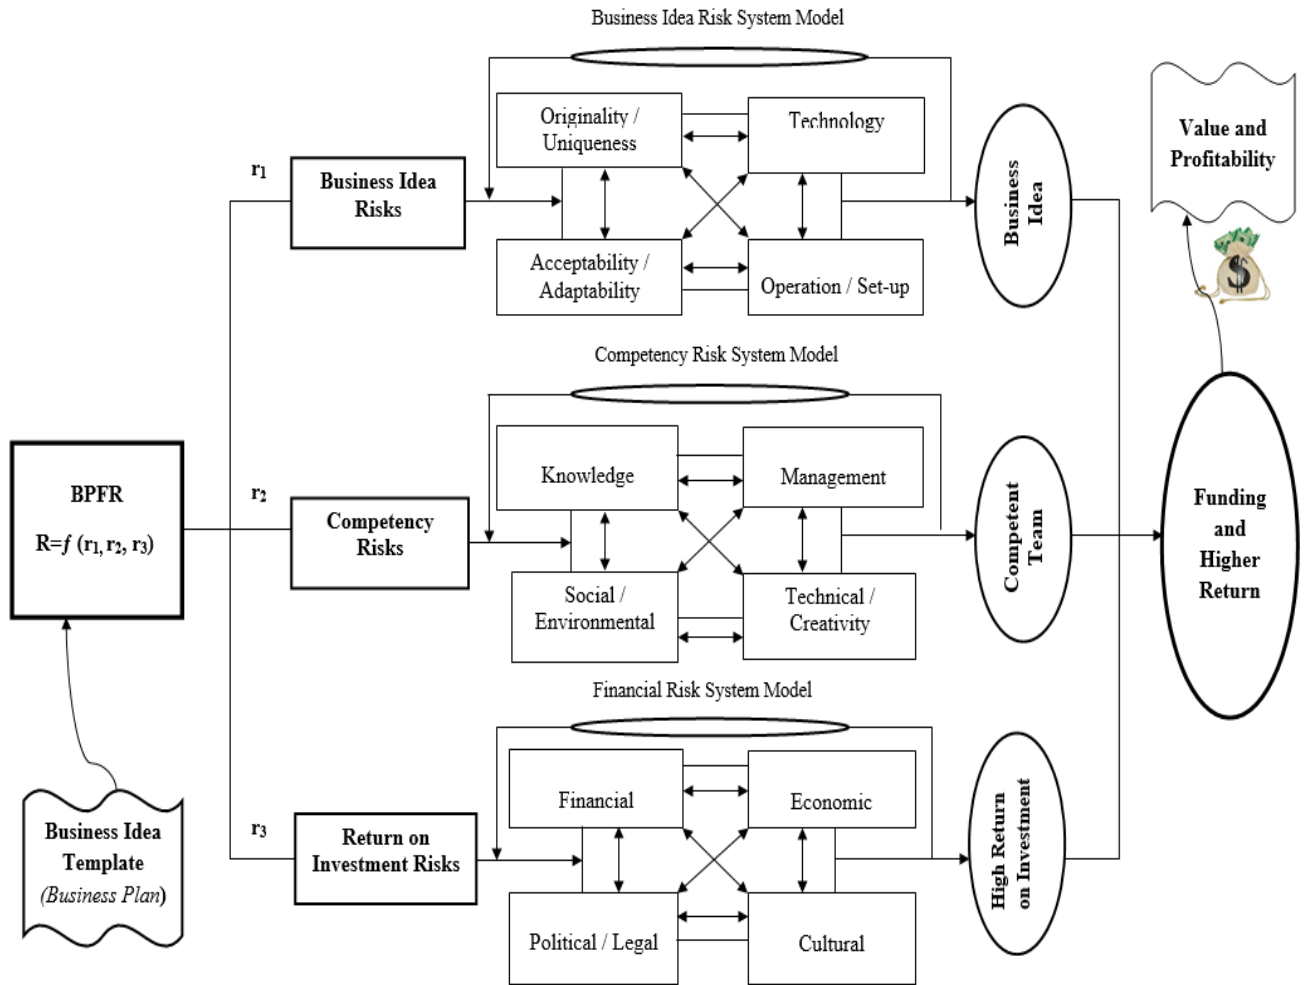 Business Idea Risk System Model
r1
Business Idea
Risks
Originality /
Uniqueness
Technology
Acceptability /
Adaptability
Operation / Set-up
Business
Idea
Value and
Profitability
$
Competency Risk System Model
BPFR
R=f (r1, r2, r3)
r2
Competency
Risks
Knowledge
Management
Social /
Environmental
Technical /
Creativity
Competent
Team
Funding
and
Higher
Return
Financial Risk System Model
Business Idea
Template
(Business Plan)
r3
Return on
Investment Risks
Financial
Economic
Political / Legal
Cultural
High Return
on Investment